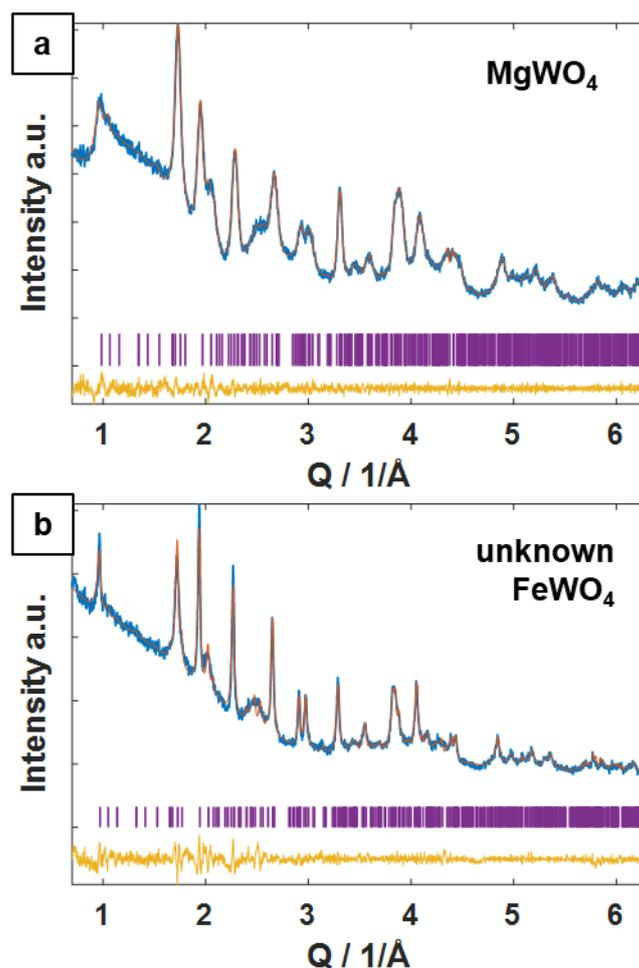 a
MgWO4
Intensity a.u.
1 2 3 4 5 6
Q / 1/Å
b
unknown
FeWO4
Intensity a.u.
1 2 3 4 5 6
Q / 1/Å